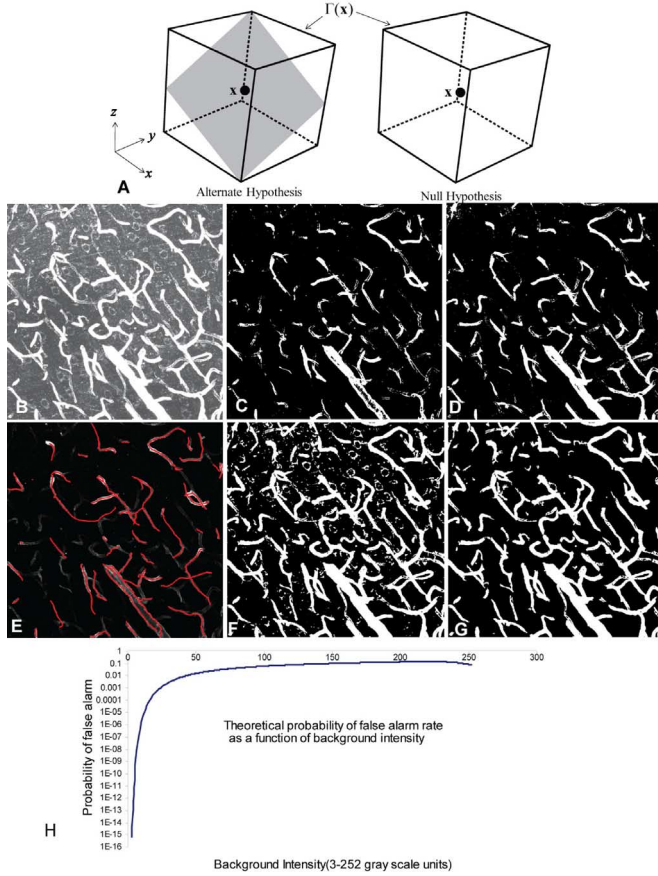 Γ(x)
x
x
z
y
x
A
Alternate Hypothesis
Null Hypothesis
B
C
D
E
F
G
0 50 100 150 200 250 300
1
0.1
0.01
0.001
0.0001
1E-05
1E-06
1E-07
1E-08
1E-09
1E-10
1E-11
1E-12
1E-13
1E-14
1E-15
1E-16
Probability of false alarm
Theoretical probability of false alarm rate
as a function of background intensity
H
Background Intensity(3-252 gray scale units)